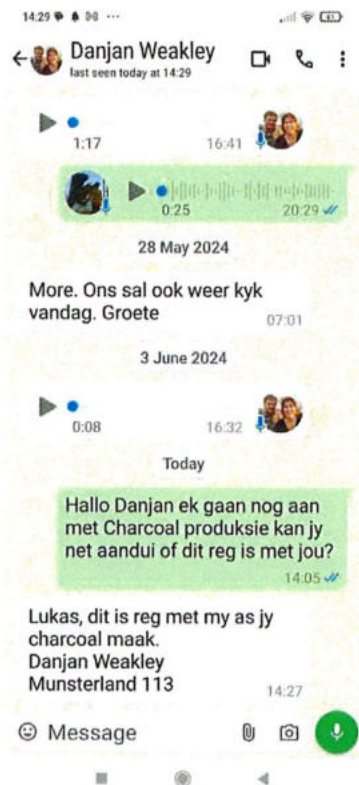 14:29
Danjan Weakley
last seen today at 14:29
1:17
16:41
0:25
20:29
28 May 2024
More. Ons sal ook weer kyk
vandag. Groete
07:01
3 June 2024
0:08
16:32
Today
Hallo Danjan ek gaan nog aan
met Charcoal produksie kan jy
net aandui of dit reg is met jou?
14:05
Lukas, dit is reg met my as jy
charcoal maak.
Danjan Weakley
Munsterland 113
14:27
Message